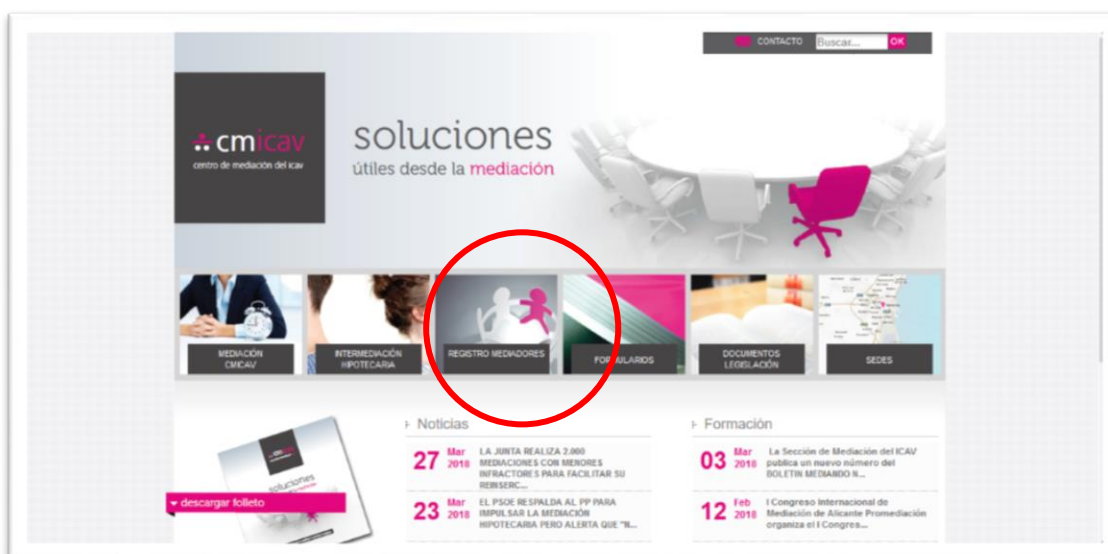 CONTACTO Buscar... OK
cmicav
centro de mediación del icav
soluciones
útiles desde la mediación
MEDIACIÓN
CMICAV
INTERMEDIACIÓN
HIPOTECARIA
REGISTRO MEDIADORES
FORMULARIOS
DOCUMENTOS
LEGISLACIÓN
SEDES
descargar folleto
soluciones
Noticias
27 Mar 2018
LA JUNTA REALIZA 2.000
MEDIACIONES CON MENORES
INFRACTORES PARA FACILITAR SU
REINSERC...
23 Mar 2018
EL PSOE RESPALDA AL PP PARA
IMPULSAR LA MEDIACIÓN
HIPOTECARIA PERO ALERTA QUE "N...
Formación
03 Mar 2018
La Sección de Mediación del ICAV
publica un nuevo número del
BOLETIN MEDIANDO N...
12 Feb 2018
I Congreso Internacional de
Mediación de Alicante Promediación
organiza el I Congres...